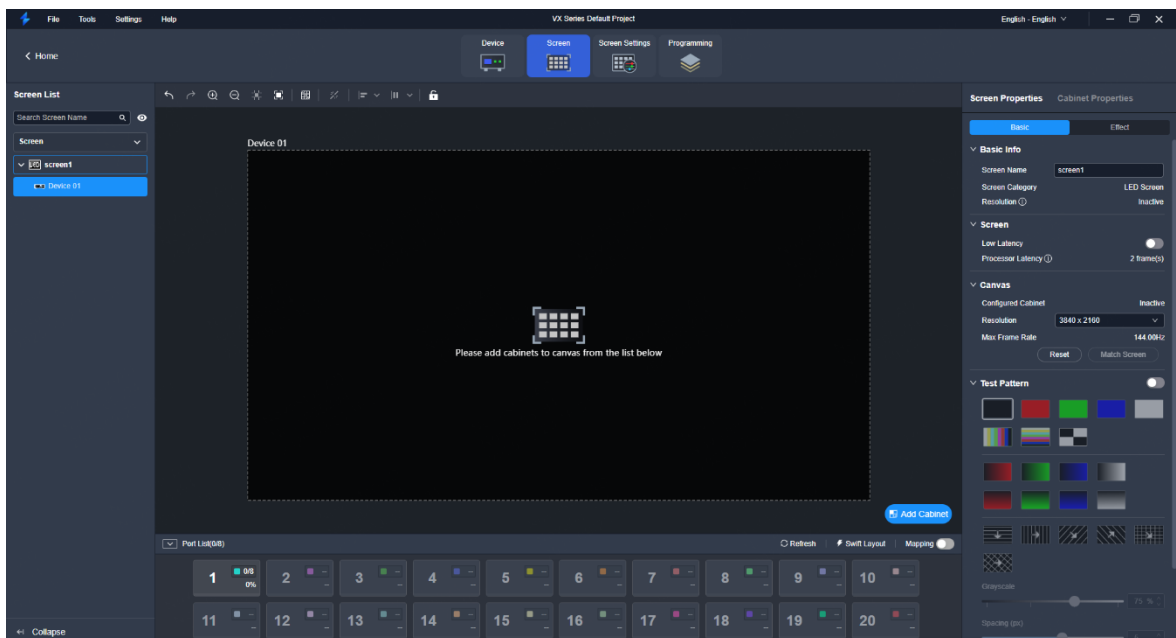 File Tools Settings Help
VX Series Default Project
English - English
Home
Device Screen Screen Settings Programming
Screen List
Search Screen Name
Screen
LED screen1
Device 01
Collapse
Device 01
Please add cabinets to canvas from the list below
Add Cabinet
Port List(0/8)
Refresh Swift Layout Mapping
1 0/8 0%
2 3 4 5 6 7 8 9 10
11 12 13 14 15 16 17 18 19 20
Screen Properties Cabinet Properties
Basic Effect
Basic Info
Screen Name screen1
Screen Category LED Screen
Resolution Inactive
Screen
Low Latency
Processor Latency 2 frame(s)
Canvas
Configured Cabinet Inactive
Resolution 3840 x 2160
Max Frame Rate 144.00Hz
Reset Match Screen
Test Pattern
Grayscale
75 %
Spacing (px)